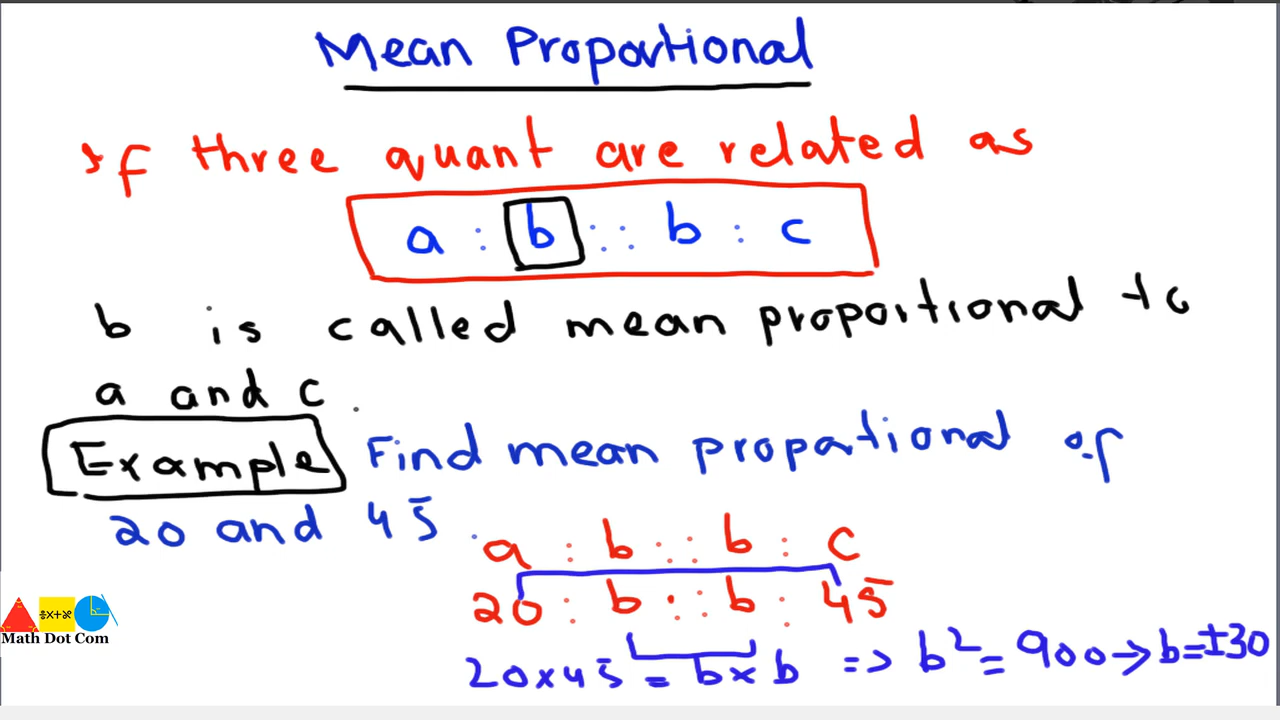 Mean Proportional
If three quant are related as
a : b :: b : c
b is called mean proportional to
a and c.
Example Find mean propational of
20 and 45.
a : b :: b : c
20 : b :: b : 45
20×45 = b×b => b² = 900 → b=±30
Math Dot Com